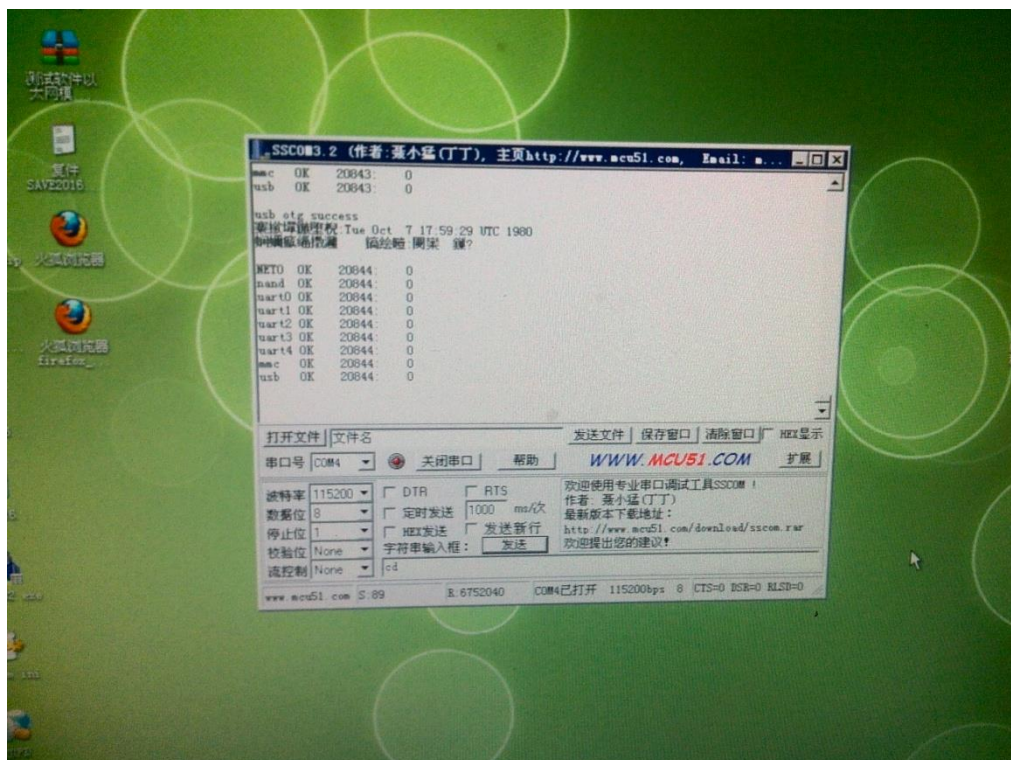 测试软件以
太网模...
复件
SAVE2016...
火狐浏览器
火狐浏览器
firefox_
SSCOM3.2 (作者:聂小猛(丁丁), 主页http://www.mcu51.com, Email: m...
mmc OK 20843: 0
usb OK 20843: 0
usb otg success
:Tue Oct 7 17:59:29 UTC 1980
NET0 OK 20844: 0
nand OK 20844: 0
uart0 OK 20844: 0
uart1 OK 20844: 0
uart2 OK 20844: 0
uart3 OK 20844: 0
uart4 OK 20844: 0
mmc OK 20844: 0
usb OK 20844: 0
打开文件 文件名 发送文件 保存窗口 清除窗口 HEX显示
串口号 COM4 关闭串口 帮助 WWW.MCU51.COM 扩展
波特率 115200 DTR RTS
数据位 8 定时发送 1000 ms/次
停止位 1 HEX发送 发送新行
校验位 None 字符串输入框: 发送
流控制 None cd
欢迎使用专业串口调试工具SSCOM !
作者: 聂小猛(丁丁)
最新版本下载地址:
http://www.mcu51.com/download/sscom.rar
欢迎提出您的建议!
www.mcu51.com S:89 R:6752040 COM4已打开 115200bps 8 CTS=0 DSR=0 RLSD=0